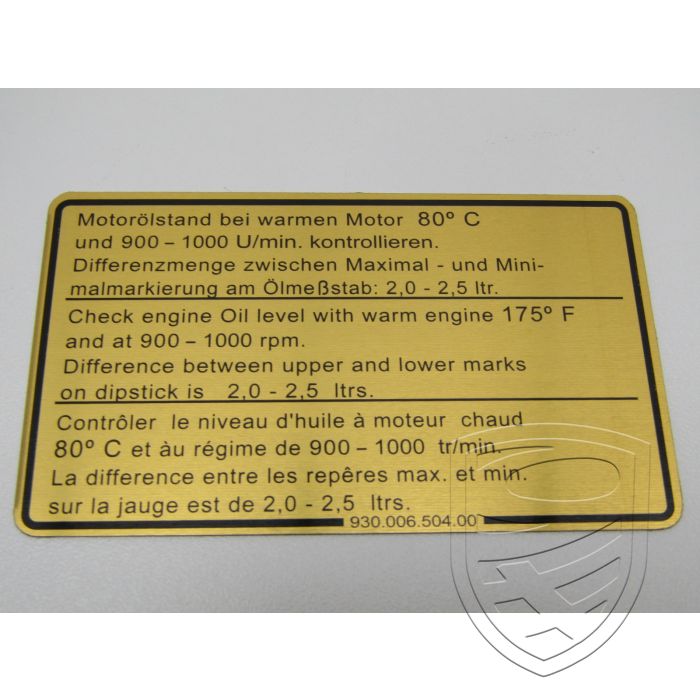 Motorölstand bei warmen Motor 80º C
und 900 – 1000 U/min. kontrollieren.
Differenzmenge zwischen Maximal - und Mini-
malmarkierung am Ölmeßstab: 2,0 - 2,5 ltr.
Check engine Oil level with warm engine 175º F
and at 900 – 1000 rpm.
Difference between upper and lower marks
on dipstick is 2,0 - 2,5 ltrs.
Contrôler le niveau d'huile à moteur chaud
80º C et àu régime de 900 – 1000 tr/min.
La difference entre les repêres max. et min.
sur la jauge est de 2,0 - 2,5 ltrs.
930.006.504.00